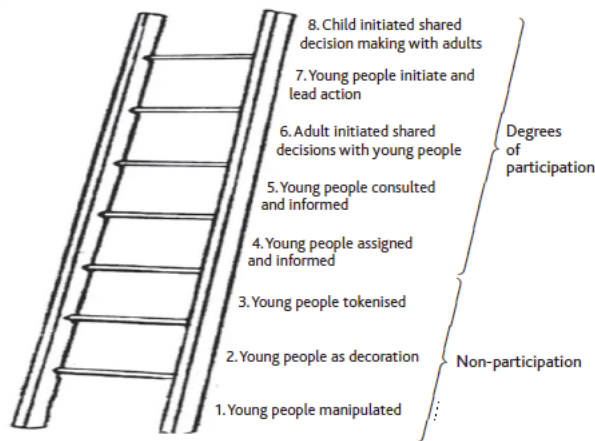 8. Child initiated shared
decision making with adults
7. Young people initiate and
lead action
6. Adult initiated shared
decisions with young people
5. Young people consulted
and informed
4. Young people assigned
and informed
3. Young people tokenised
2. Young people as decoration
1. Young people manipulated
Degrees
of
participation
Non-participation